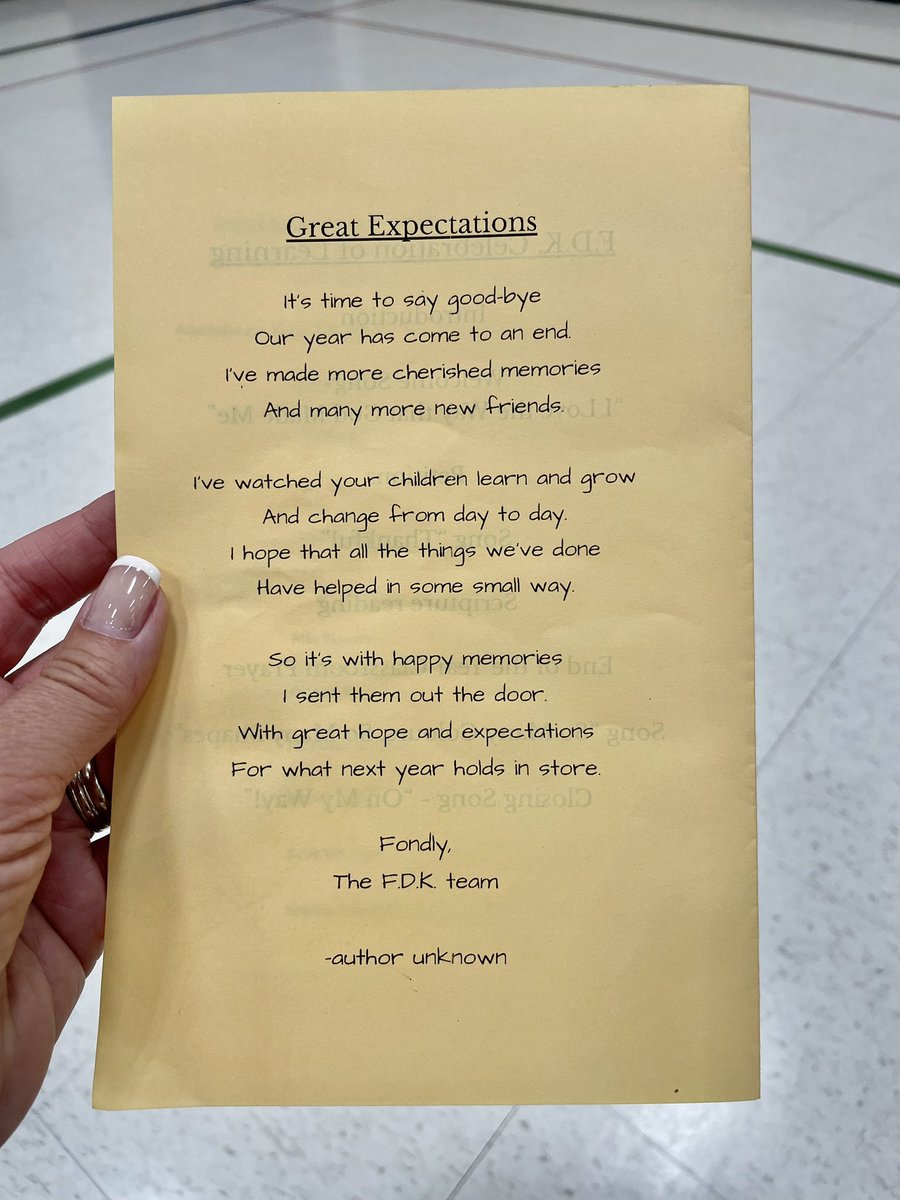 Great Expectations
It's time to say good-bye
Our year has come to an end.
I've made more cherished memories
And many more new friends.
I've watched your children learn and grow
And change from day to day.
I hope that all the things we've done
Have helped in some small way.
So it's with happy memories
I sent them out the door.
With great hope and expectations
For what next year holds in store.
Fondly,
The F.D.K. team
-author unknown